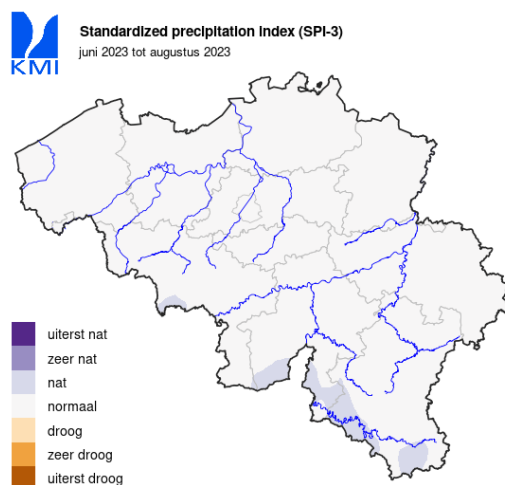 Standardized precipitation index (SPI-3)
juni 2023 tot augustus 2023
KMI
uiterst nat
zeer nat
nat
normaal
droog
zeer droog
uiterst droog